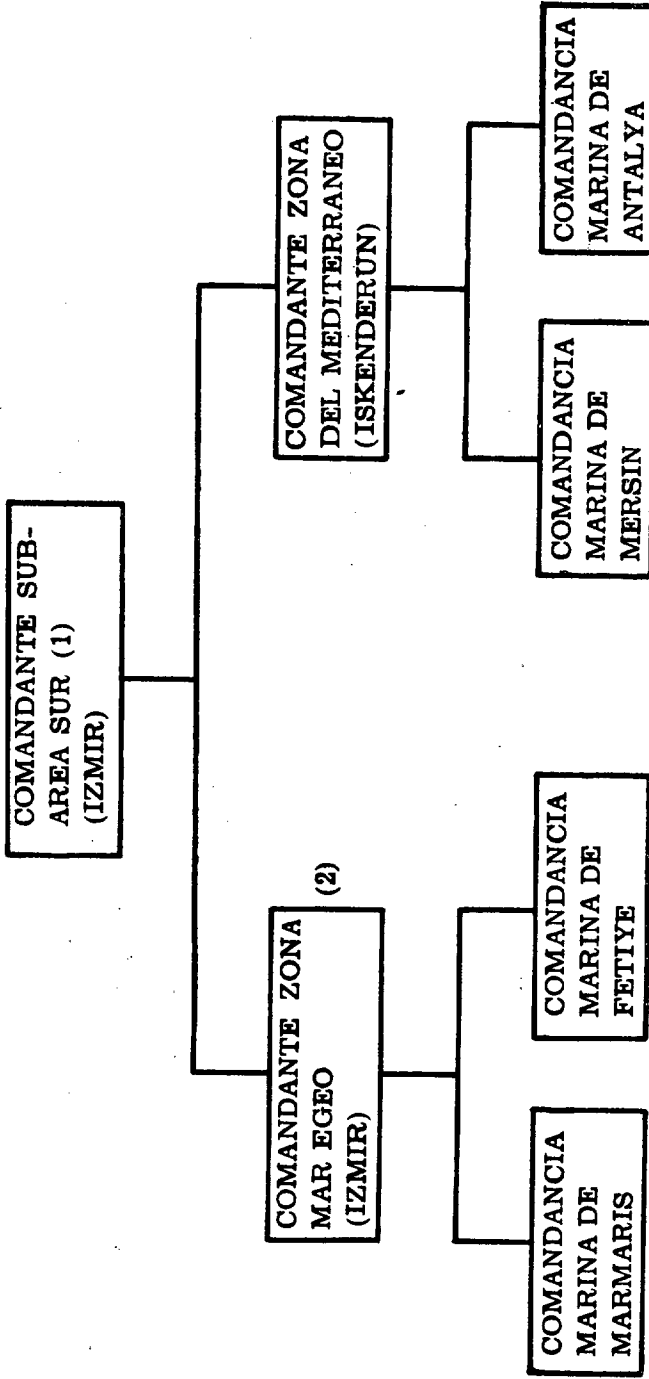 COMANDANTE SUB-
AREA SUR (1)
(IZMIR)
COMANDANTE ZONA
MAR EGEO
(IZMIR)
(2)
COMANDANTE ZONA
DEL MEDITERRANEO
(ISKENDERUN)
COMANDANCIA
MARINA DE
MARMARIS
COMANDANCIA
MARINA DE
FETIYE
COMANDANCIA
MARINA DE
MERSIN
COMANDANCIA
MARINA DE
ANTALYA